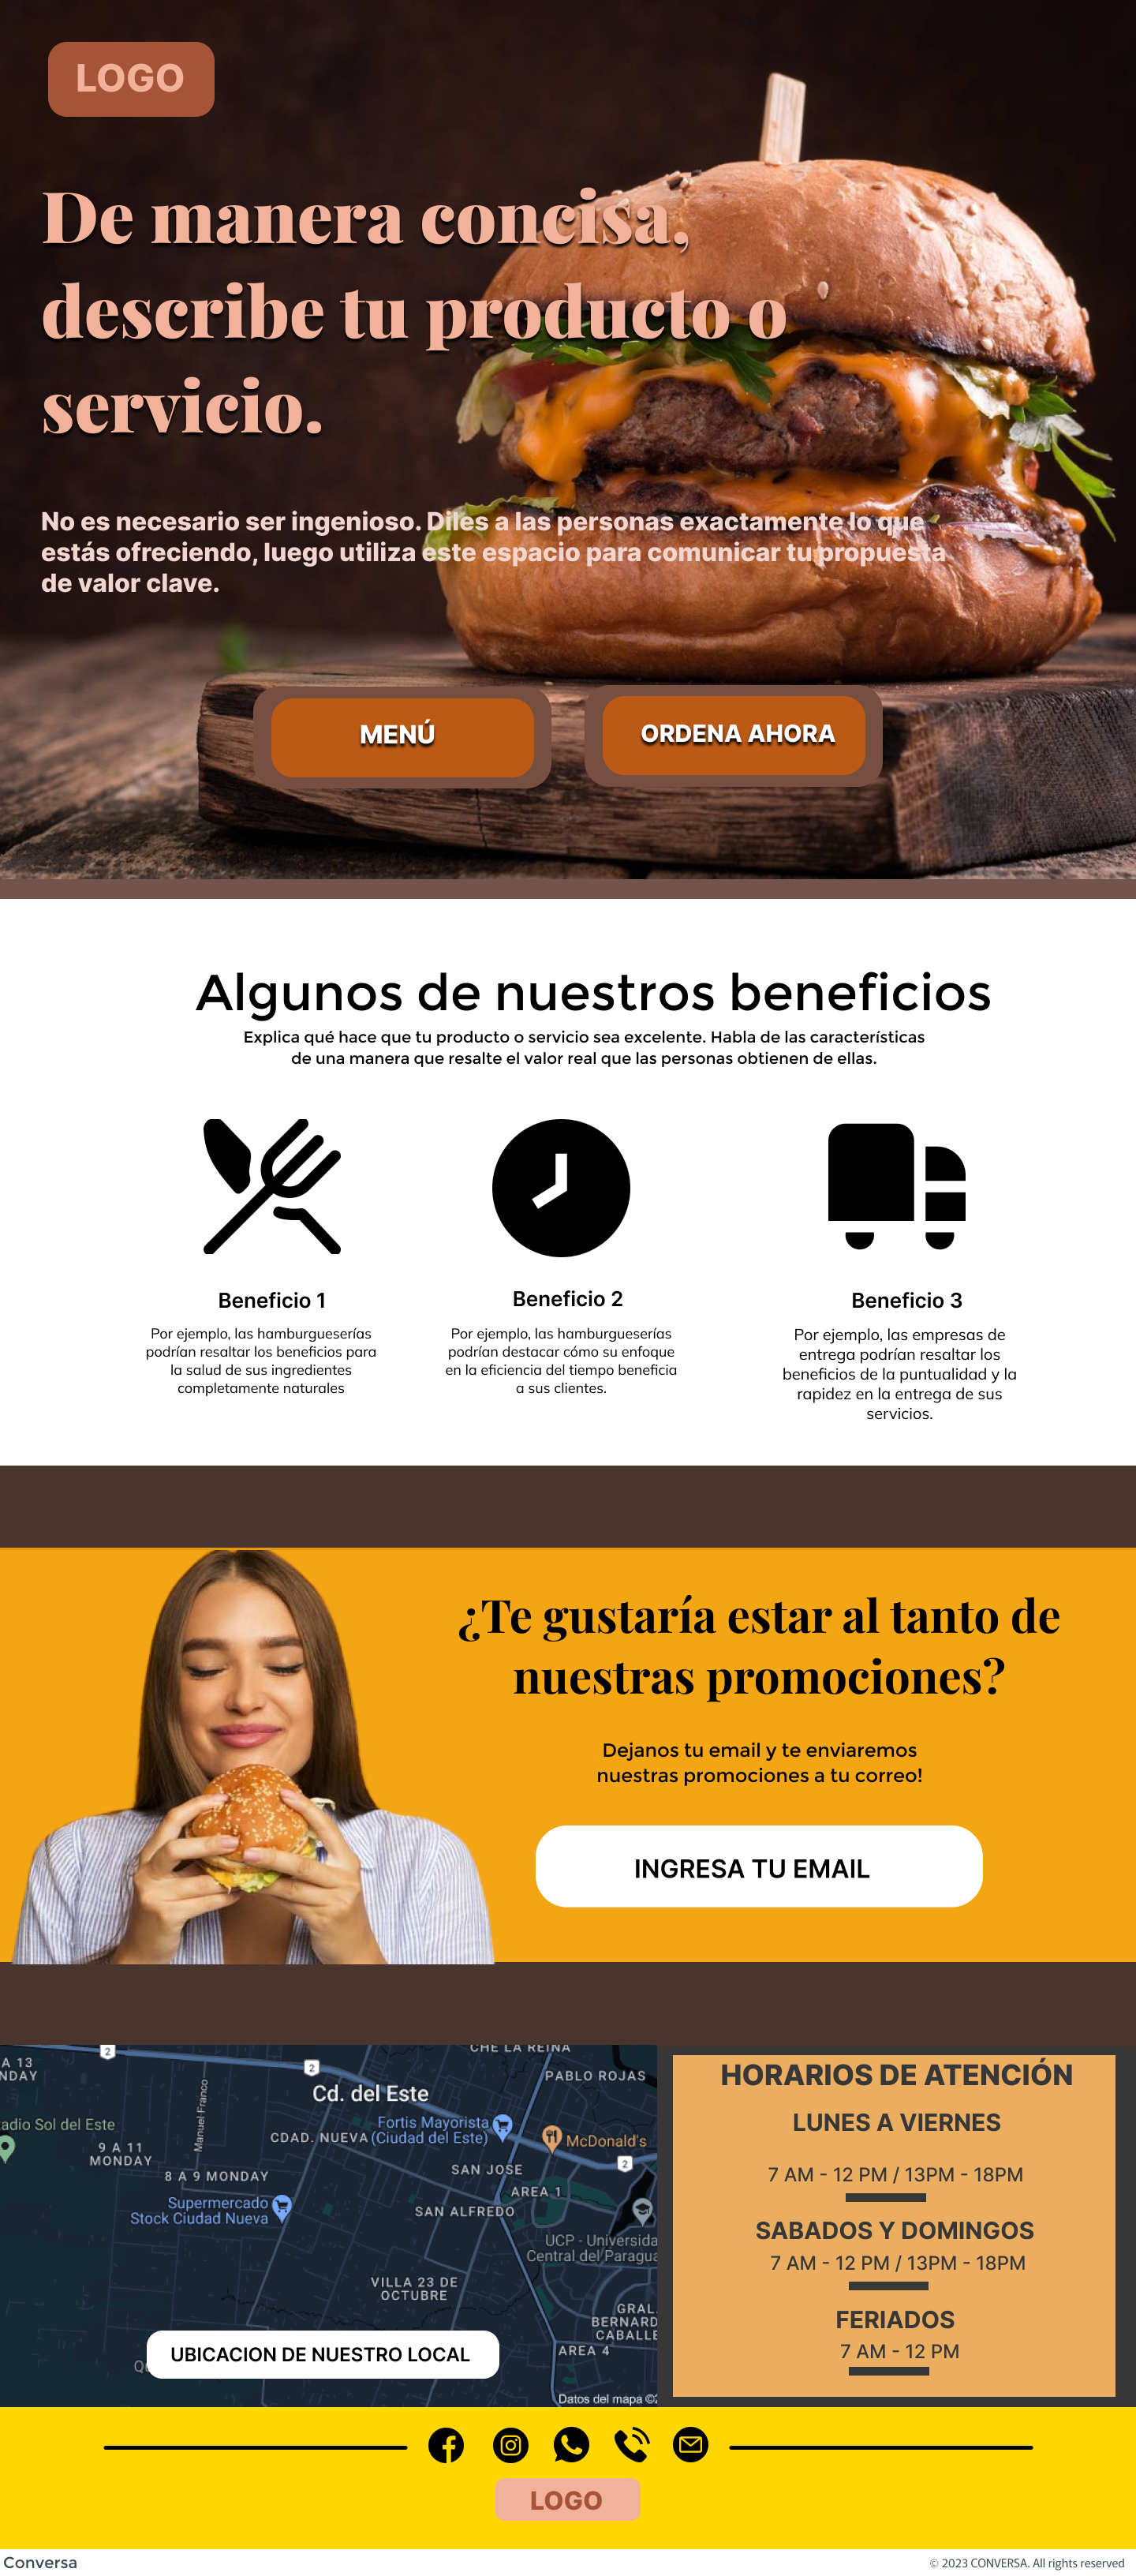 LOGO
De manera concisa,
describe tu producto o
servicio.
No es necesario ser ingenioso. Diles a las personas exactamente lo que
estás ofreciendo, luego utiliza este espacio para comunicar tu propuesta
de valor clave.
MENÚ
ORDENA AHORA
Algunos de nuestros beneficios
Explica qué hace que tu producto o servicio sea excelente. Habla de las características
de una manera que resalte el valor real que las personas obtienen de ellas.
Beneficio 1
Por ejemplo, las hamburgueserías
podrían resaltar los beneficios para
la salud de sus ingredientes
completamente naturales
Beneficio 2
Por ejemplo, las hamburgueserías
podrían destacar cómo su enfoque
en la eficiencia del tiempo beneficia
a sus clientes.
Beneficio 3
Por ejemplo, las empresas de
entrega podrían resaltar los
beneficios de la puntualidad y la
rapidez en la entrega de sus
servicios.
¿Te gustaría estar al tanto de
nuestras promociones?
Dejanos tu email y te enviaremos
nuestras promociones a tu correo!
INGRESA TU EMAIL
2
CHE LA REINA
A 13
NDAY
2
PABLO ROJAS
Cd. del Este
Manuel Franco
adio Sol del Este
Fortis Mayorista
(Ciudad del Este)
CDAD. NUEVA
McDonald's
9 A 11
MONDAY
2
8 A 9 MONDAY
SAN JOSE
AREA 1
Supermercado
Stock Ciudad Nueva
SAN ALFREDO
UCP - Universida
Central del Paragua
VILLA 23 DE
OCTUBRE
GRAL.
BERNARD
CABALLE
AREA 4
UBICACION DE NUESTRO LOCAL
Datos del mapa ©
HORARIOS DE ATENCIÓN
LUNES A VIERNES
7 AM - 12 PM / 13PM - 18PM
SABADOS Y DOMINGOS
7 AM - 12 PM / 13PM - 18PM
FERIADOS
7 AM - 12 PM
LOGO
Conversa
© 2023 CONVERSA. All rights reserved